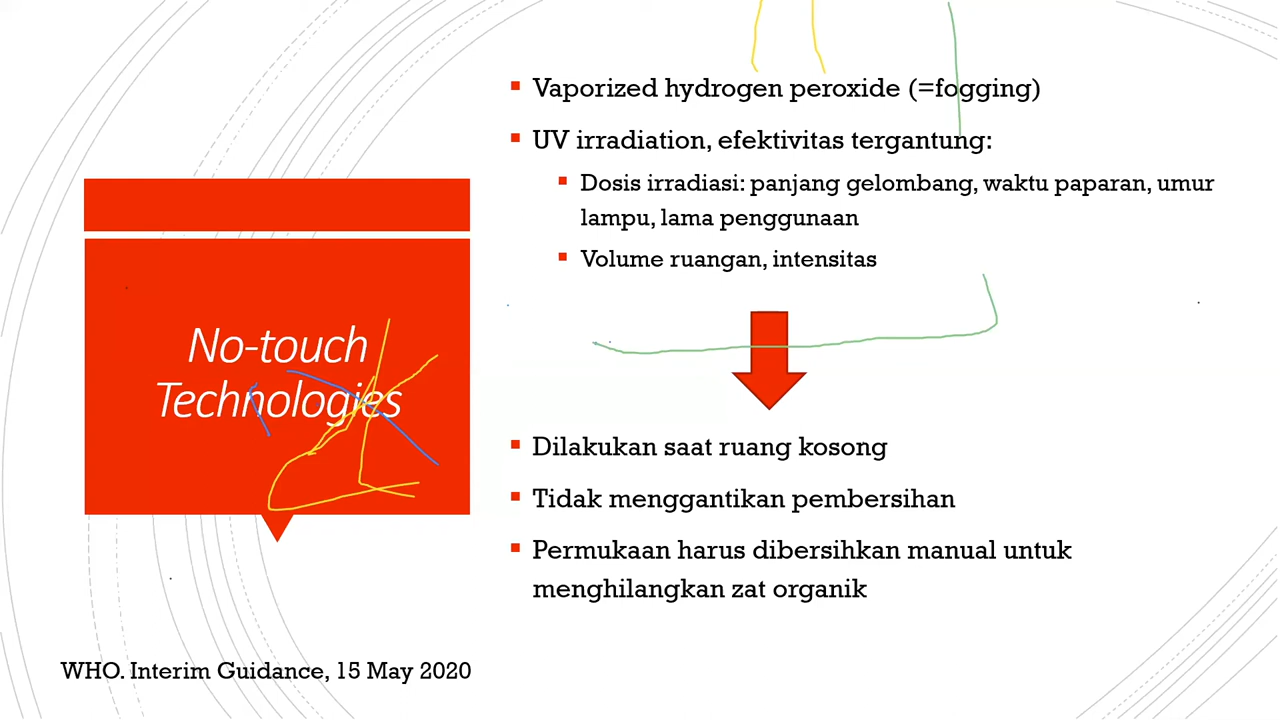 No-touch
Technologies
Vaporized hydrogen peroxide (=fogging)
UV irradiation, efektivitas tergantung:
Dosis irradiasi: panjang gelombang, waktu paparan, umur
lampu, lama penggunaan
Volume ruangan, intensitas
Dilakukan saat ruang kosong
Tidak menggantikan pembersihan
Permukaan harus dibersihkan manual untuk
menghilangkan zat organik
WHO. Interim Guidance, 15 May 2020